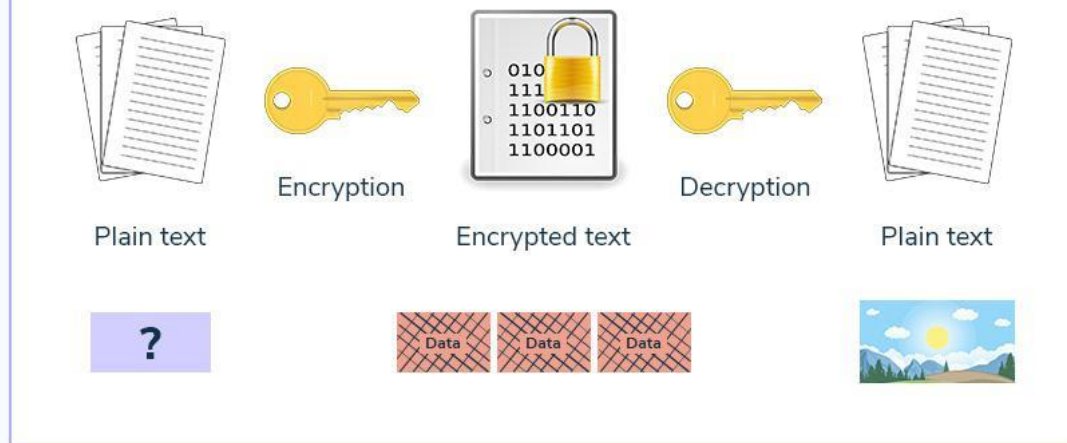 010
111
1100110
1101101
1100001
Encryption
Decryption
Plain text
Encrypted text
Plain text
?
Data
Data
Data